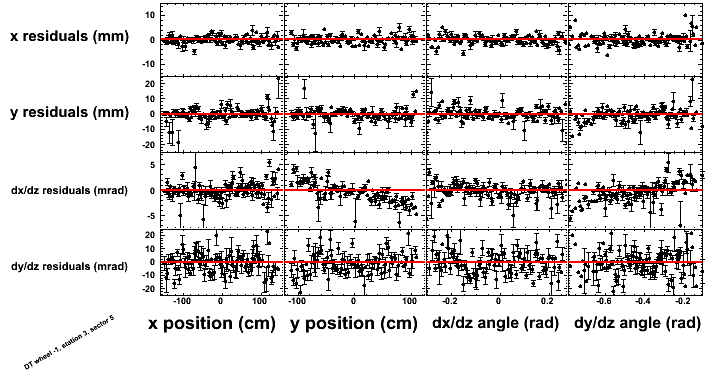 x residuals (mm)
10
0
-10
y residuals (mm)
20
10
0
-10
-20
dx/dz residuals (mrad)
5
0
-5
dy/dz residuals (mrad)
20
10
0
-10
-20
-100 0 100 -100 0 100 -0.2 0 0.2 -0.6 -0.4 -0.2
x position (cm) y position (cm) dx/dz angle (rad) dy/dz angle (rad)
DT wheel -1, station 3, sector 5